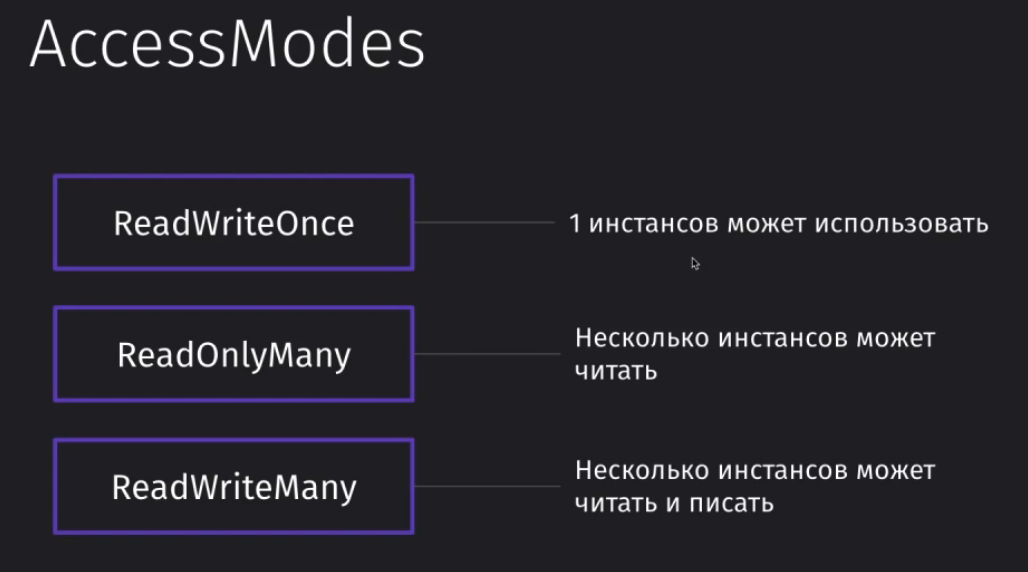 AccessModes
ReadWriteOnce
1 инстансов может использовать
ReadOnlyMany
Несколько инстансов может
читать
ReadWriteMany
Несколько инстансов может
читать и писать